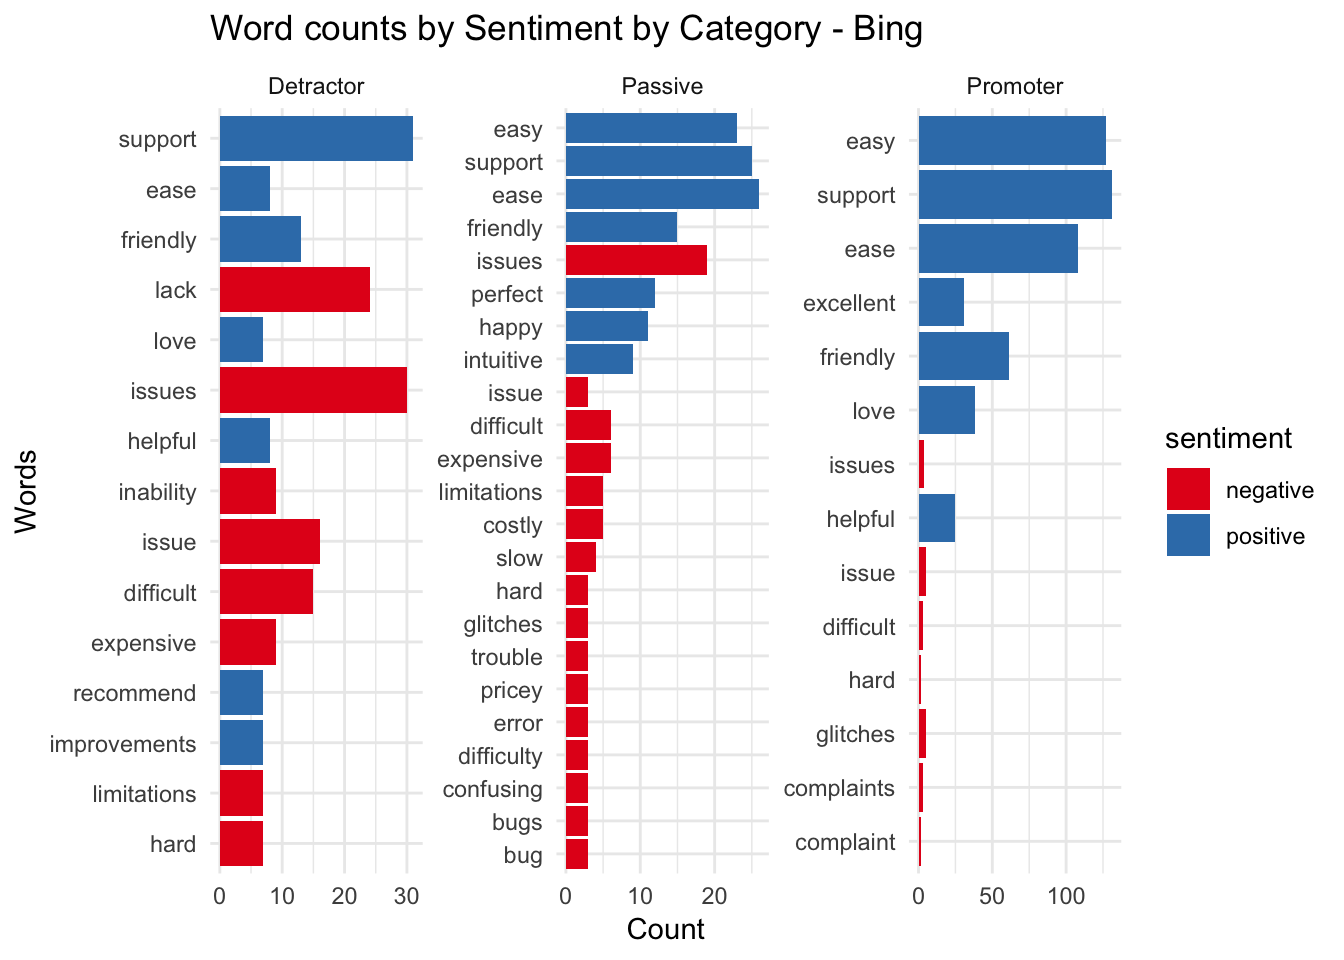 Word counts by Sentiment by Category - Bing
Detractor
support
ease
friendly
lack
love
issues
helpful
inability
issue
difficult
expensive
recommend
improvements
limitations
hard
0 10 20 30
Passive
easy
support
ease
friendly
issues
perfect
happy
intuitive
issue
difficult
expensive
limitations
costly
slow
hard
glitches
trouble
pricey
error
difficulty
confusing
bugs
bug
0 10 20
Promoter
easy
support
ease
excellent
friendly
love
issues
helpful
issue
difficult
hard
glitches
complaints
complaint
0 50 100
Words
Count
sentiment
negative
positive